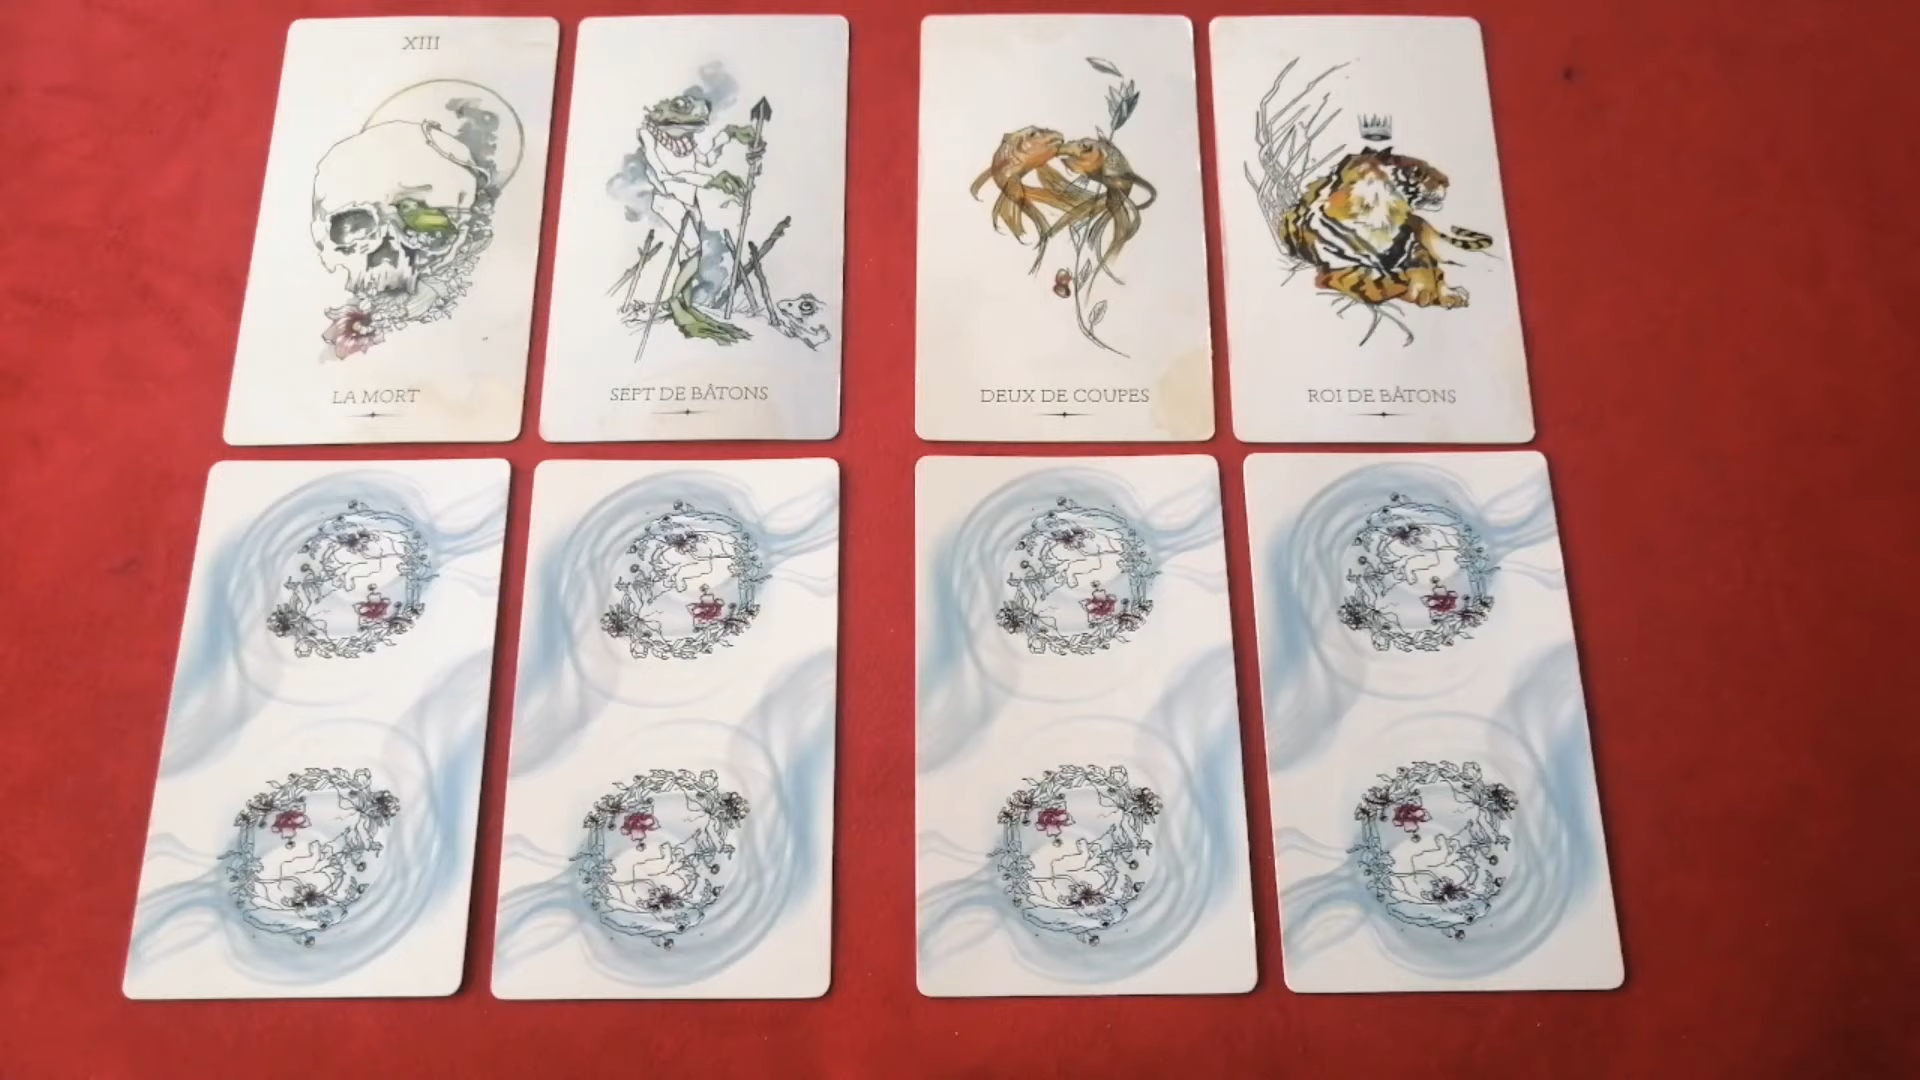 XIII
LA MORT
SEPT DE BÂTONS
DEUX DE COUPES
ROI DE BÂTONS